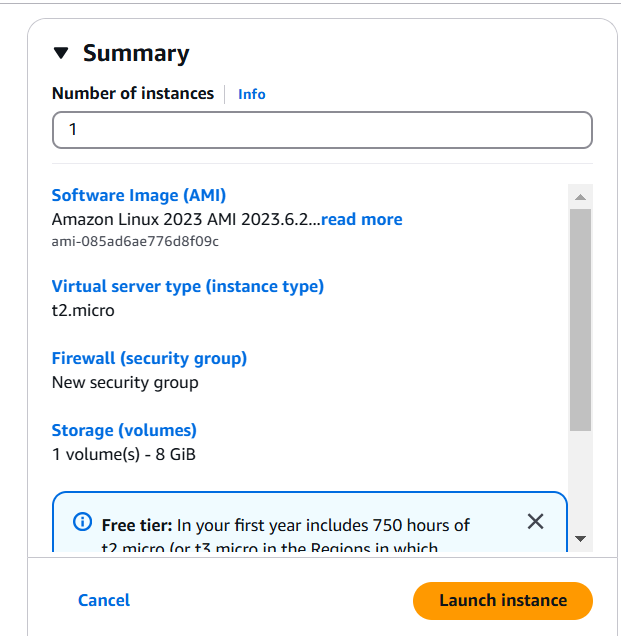 Summary
Number of instances Info
1
Software Image (AMI)
Amazon Linux 2023 AMI 2023.6.2...read more
ami-085ad6ae776d8f09c
Virtual server type (instance type)
t2.micro
Firewall (security group)
New security group
Storage (volumes)
1 volume(s) - 8 GiB
Free tier: In your first year includes 750 hours of
t2.micro (or t3.micro in the Regions in which
Cancel
Launch instance